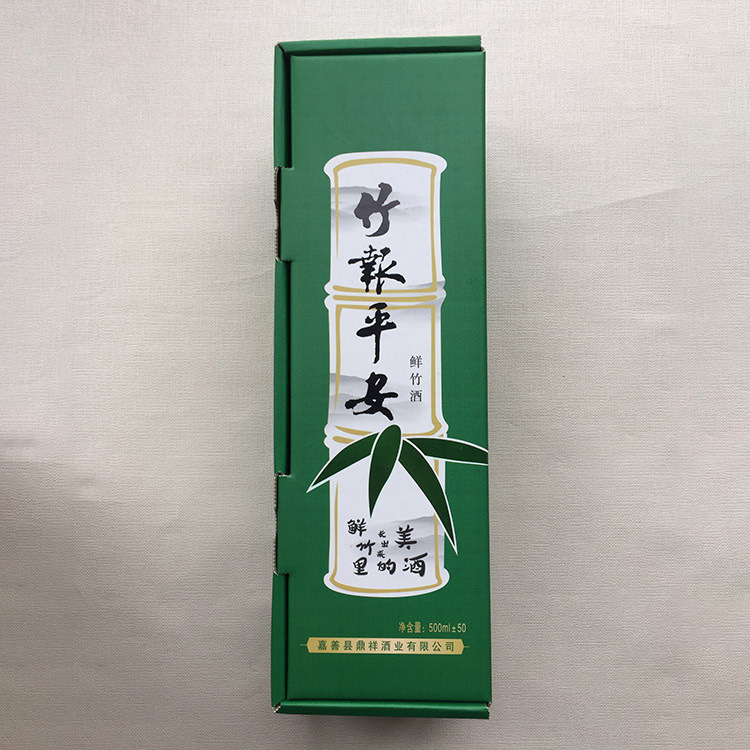 竹報平安
鲜竹酒
鲜竹里
长出来的
美酒
净含量：500ml±50
嘉善县鼎祥酒业有限公司